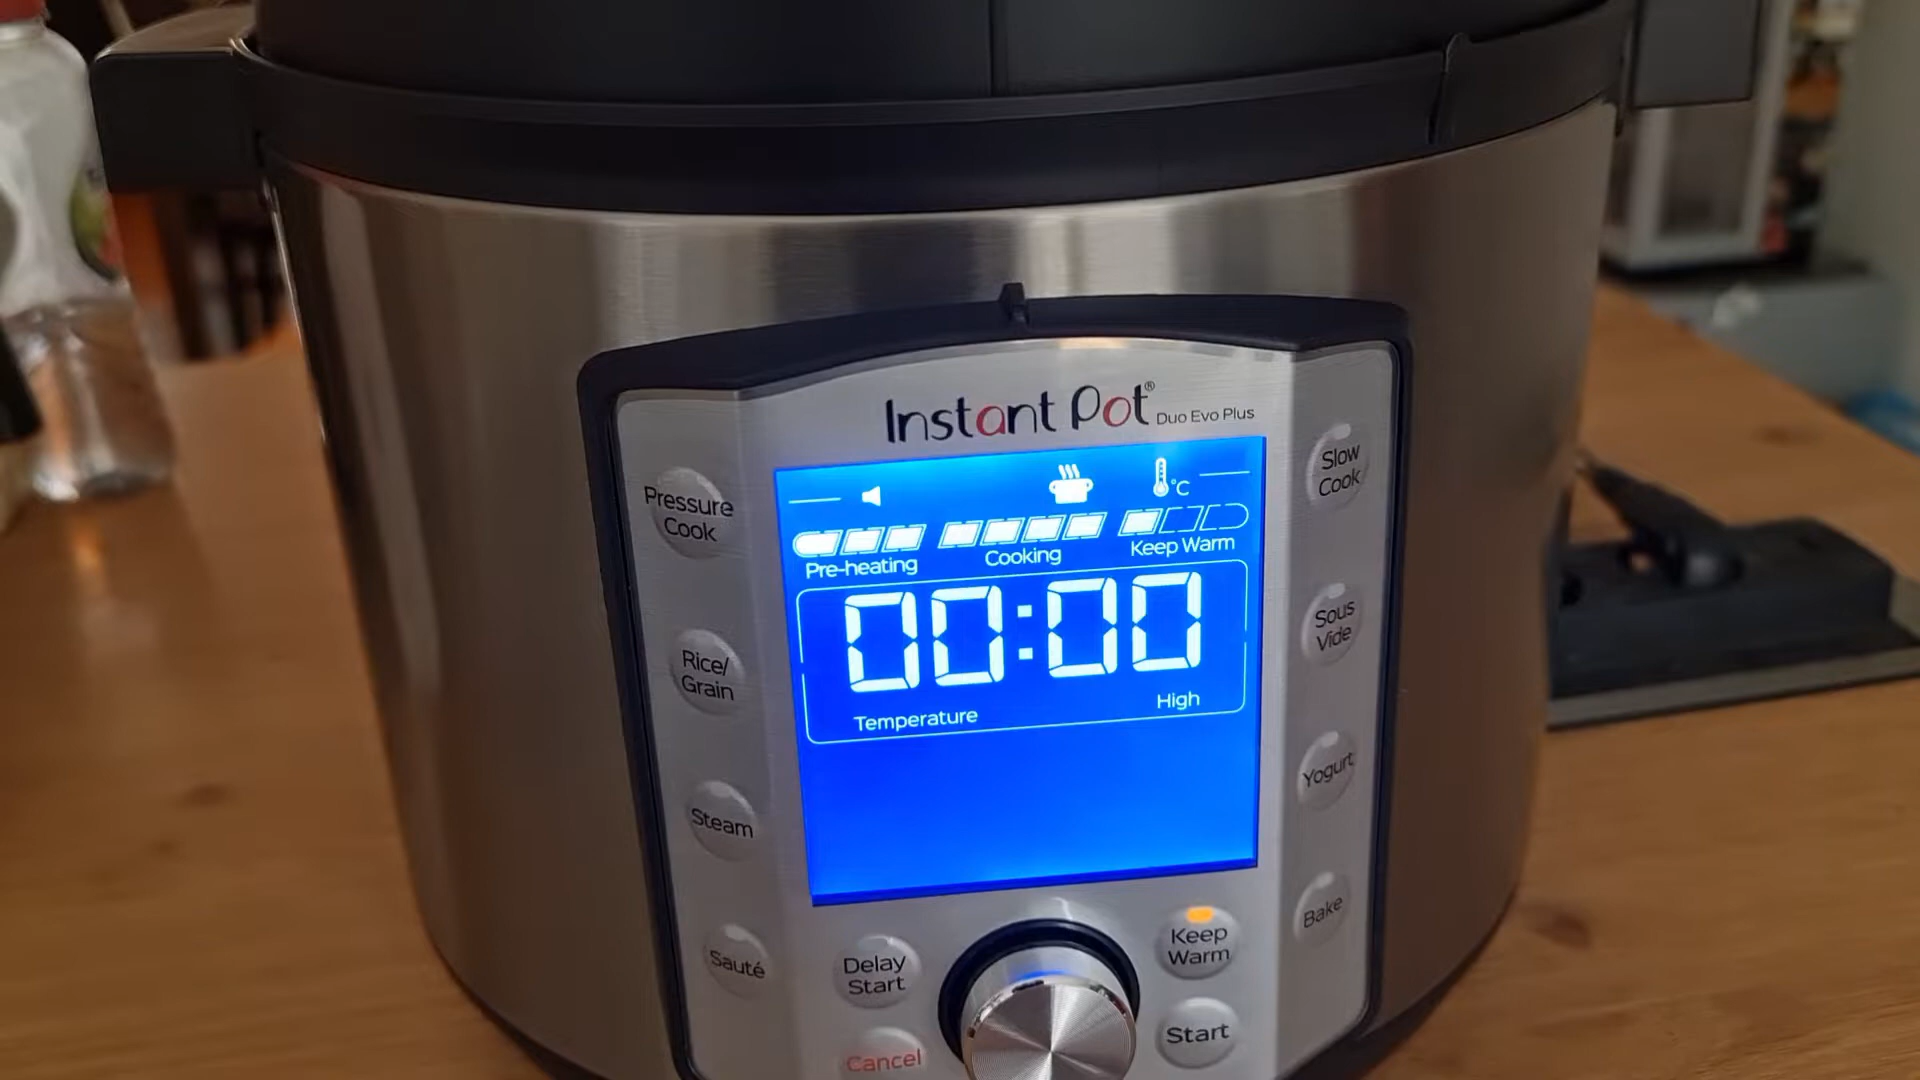 Instant Pot® Duo Evo Plus
°C
Pre-heating Cooking Keep Warm
00:00
Temperature High
Pressure
Cook
Rice/
Grain
Steam
Sauté
Slow
Cook
Sous
Vide
Yogurt
Bake
Delay
Start
Keep
Warm
Cancel
Start